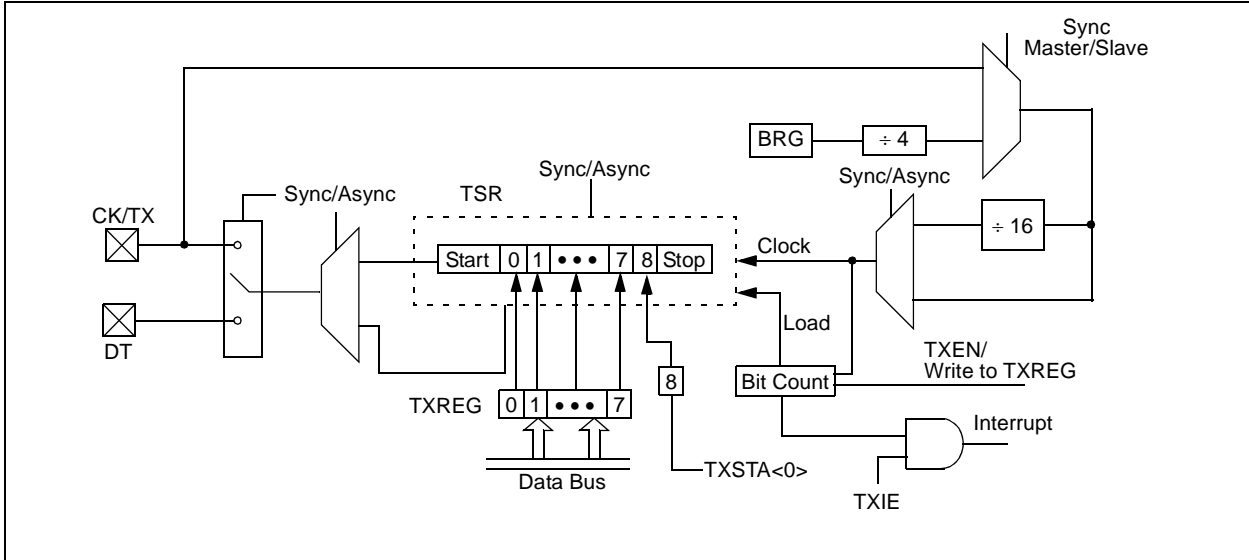 Sync
Master/Slave
BRG
÷ 4
Sync/Async
TSR
Sync/Async
Sync/Async
CK/TX
÷ 16
Clock
Start 0 1 ••• 7 8 Stop
Load
DT
TXEN/
Write to TXREG
8
Bit Count
TXREG 0 1 ••• 7
Interrupt
TXSTA<0>
Data Bus
TXIE